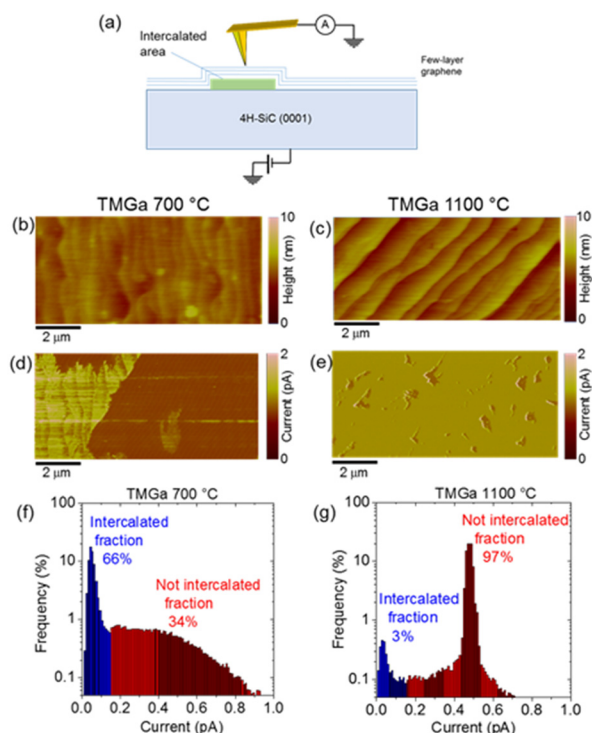 (a)
A
Intercalated
area
Few-layer
graphene
4H-SiC (0001)
TMGa 700 °C
TMGa 1100 °C
(b)
10
Height (nm)
0
2 μm
(c)
10
Height (nm)
0
2 μm
(d)
2
Current (pA)
0
2 μm
(e)
2
Current (pA)
0
2 μm
TMGa 700 °C
(f)
100
10
1
0.1
Frequency (%)
Intercalated
fraction
66%
Not intercalated
fraction
34%
0.0 0.2 0.4 0.6 0.8 1.0
Current (pA)
TMGa 1100 °C
(g)
100
10
1
0.1
Frequency (%)
Not intercalated
fraction
97%
Intercalated
fraction
3%
0.0 0.2 0.4 0.6 0.8 1.0
Current (pA)